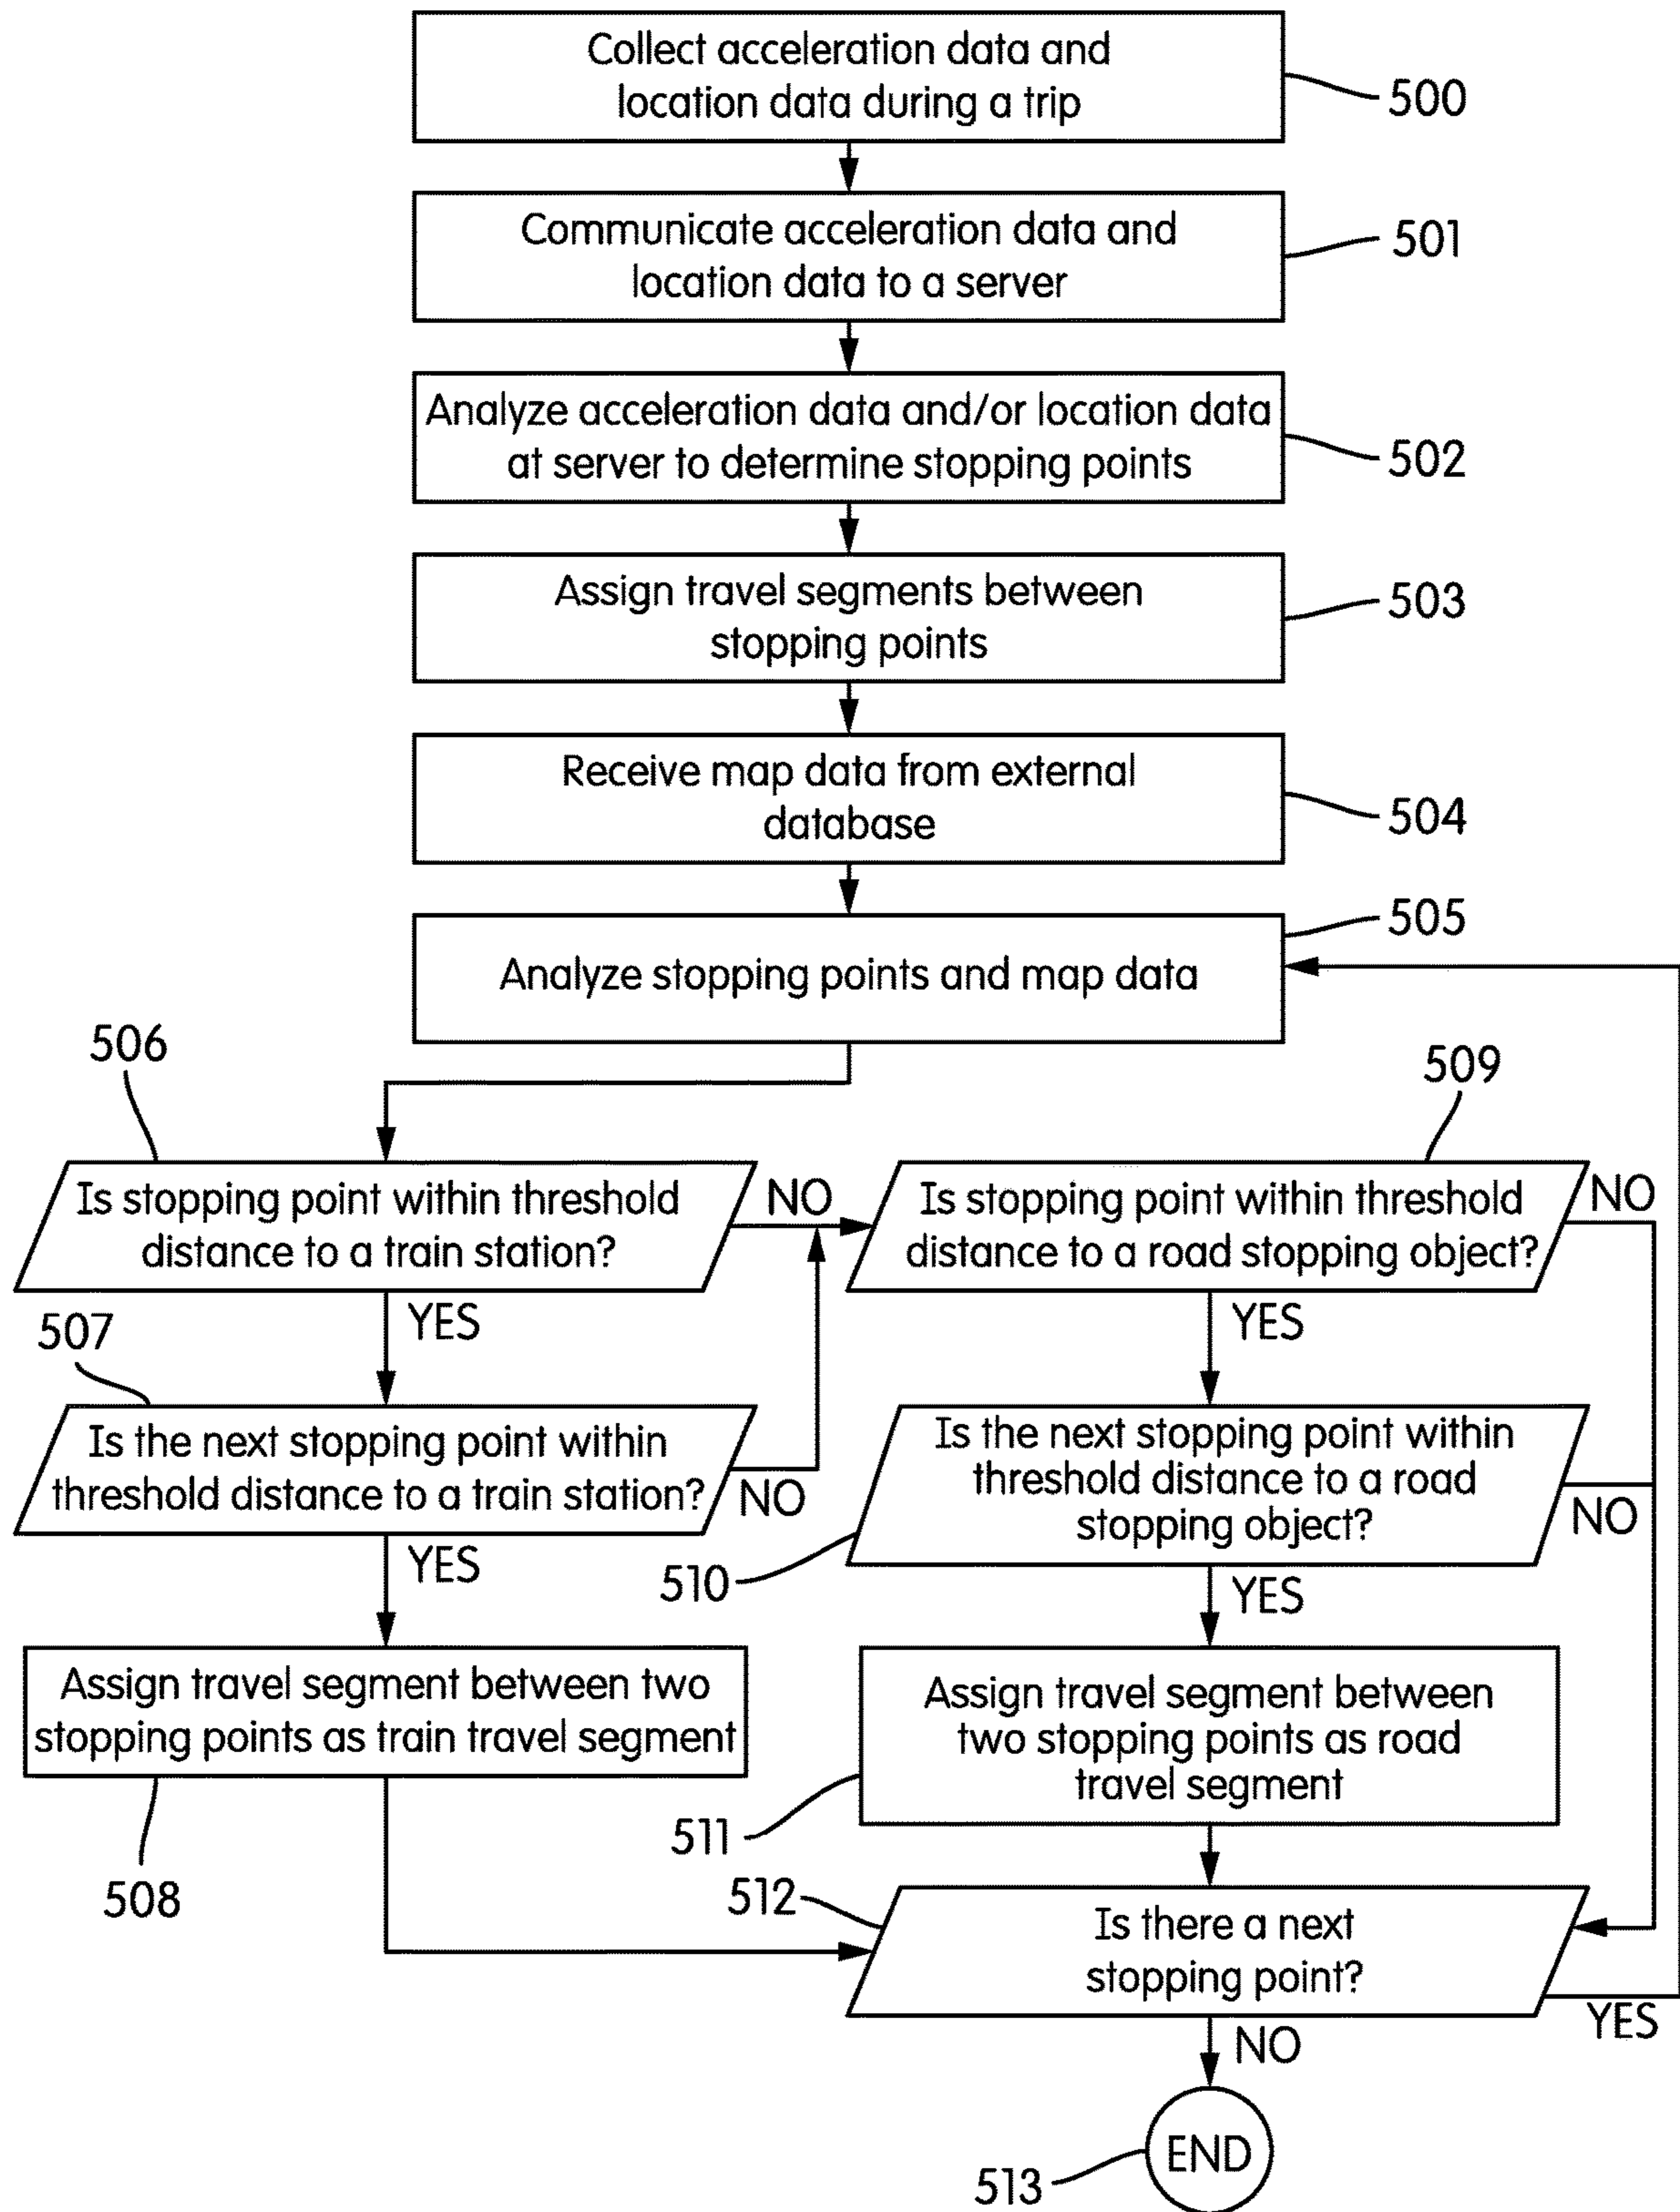 Collect acceleration data and
location data during a trip
500
Communicate acceleration data and
location data to a server
501
Analyze acceleration data and/or location data
at server to determine stopping points
502
Assign travel segments between
stopping points
503
Receive map data from external
database
504
505
Analyze stopping points and map data
506
509
Is stopping point within threshold
distance to a train station?
NO
Is stopping point within threshold
distance to a road stopping object?
NO
YES
YES
507
Is the next stopping point within
threshold distance to a train station?
NO
Is the next stopping point within
threshold distance to a road
stopping object?
NO
510
YES
YES
Assign travel segment between two
stopping points as train travel segment
508
Assign travel segment between
two stopping points as road
travel segment
511
512
Is there a next
stopping point?
YES
NO
END
513